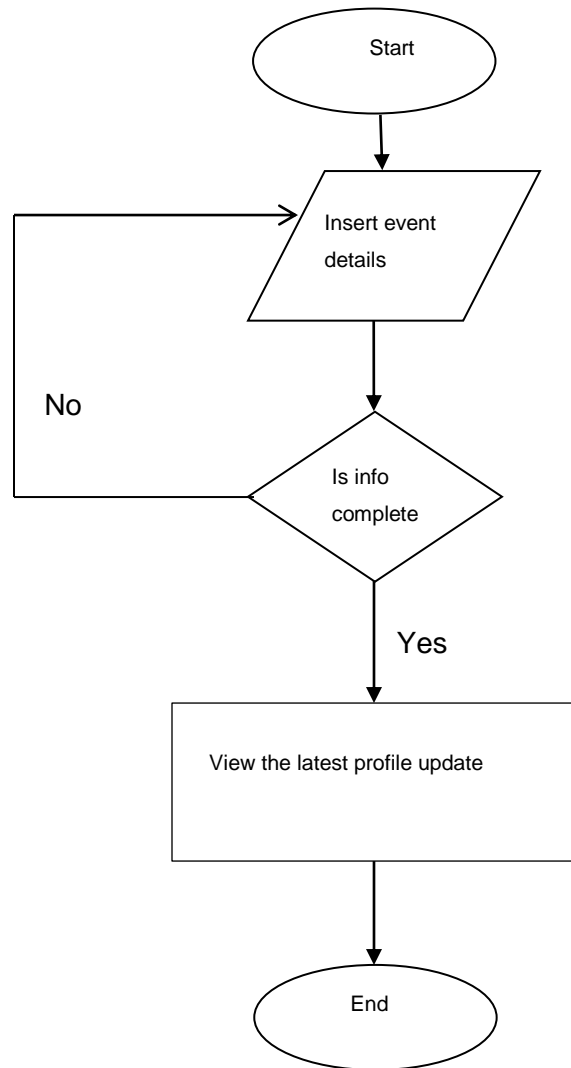 Start
Insert event
details
No
Is info
complete
Yes
View the latest profile update
End